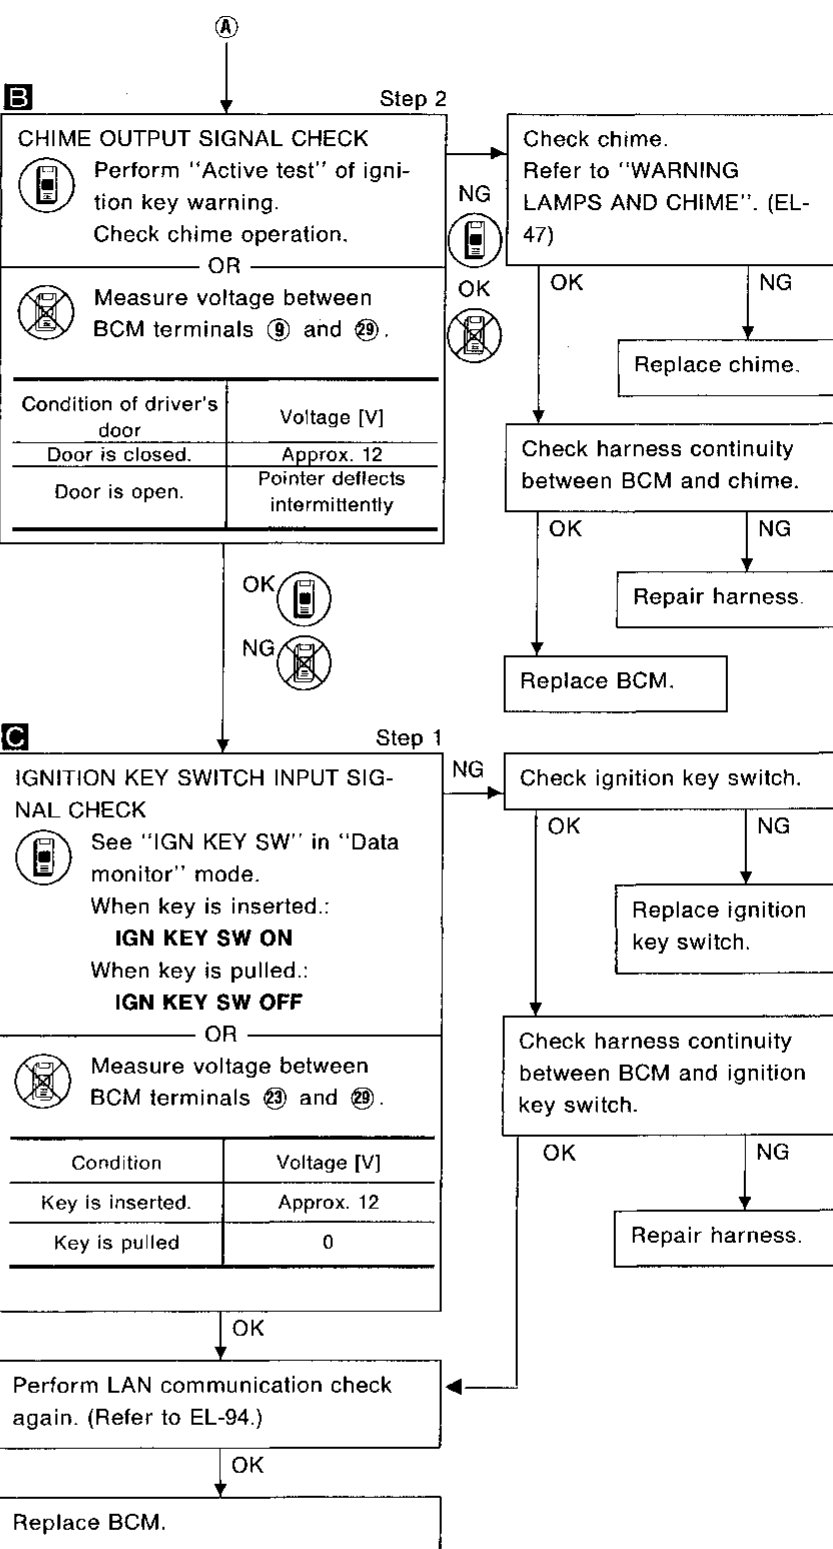 A
B
Step 2
CHIME OUTPUT SIGNAL CHECK
Perform "Active test" of igni-
tion key warning.
Check chime operation.
OR
Measure voltage between
BCM terminals 9 and 29.
Condition of driver's
door
Voltage [V]
Door is closed.
Approx. 12
Door is open.
Pointer deflects
intermittently
NG
OK
Check chime.
Refer to "WARNING
LAMPS AND CHIME". (EL-
47)
OK
NG
Replace chime.
Check harness continuity
between BCM and chime.
OK
NG
Repair harness.
Replace BCM.
OK
NG
C
Step 1
IGNITION KEY SWITCH INPUT SIG-
NAL CHECK
See "IGN KEY SW" in "Data
monitor" mode.
When key is inserted.:
IGN KEY SW ON
When key is pulled.:
IGN KEY SW OFF
OR
Measure voltage between
BCM terminals 23 and 29.
Condition
Voltage [V]
Key is inserted.
Approx. 12
Key is pulled
0
NG
Check ignition key switch.
OK
NG
Replace ignition
key switch.
Check harness continuity
between BCM and ignition
key switch.
OK
NG
Repair harness.
OK
Perform LAN communication check
again. (Refer to EL-94.)
OK
Replace BCM.